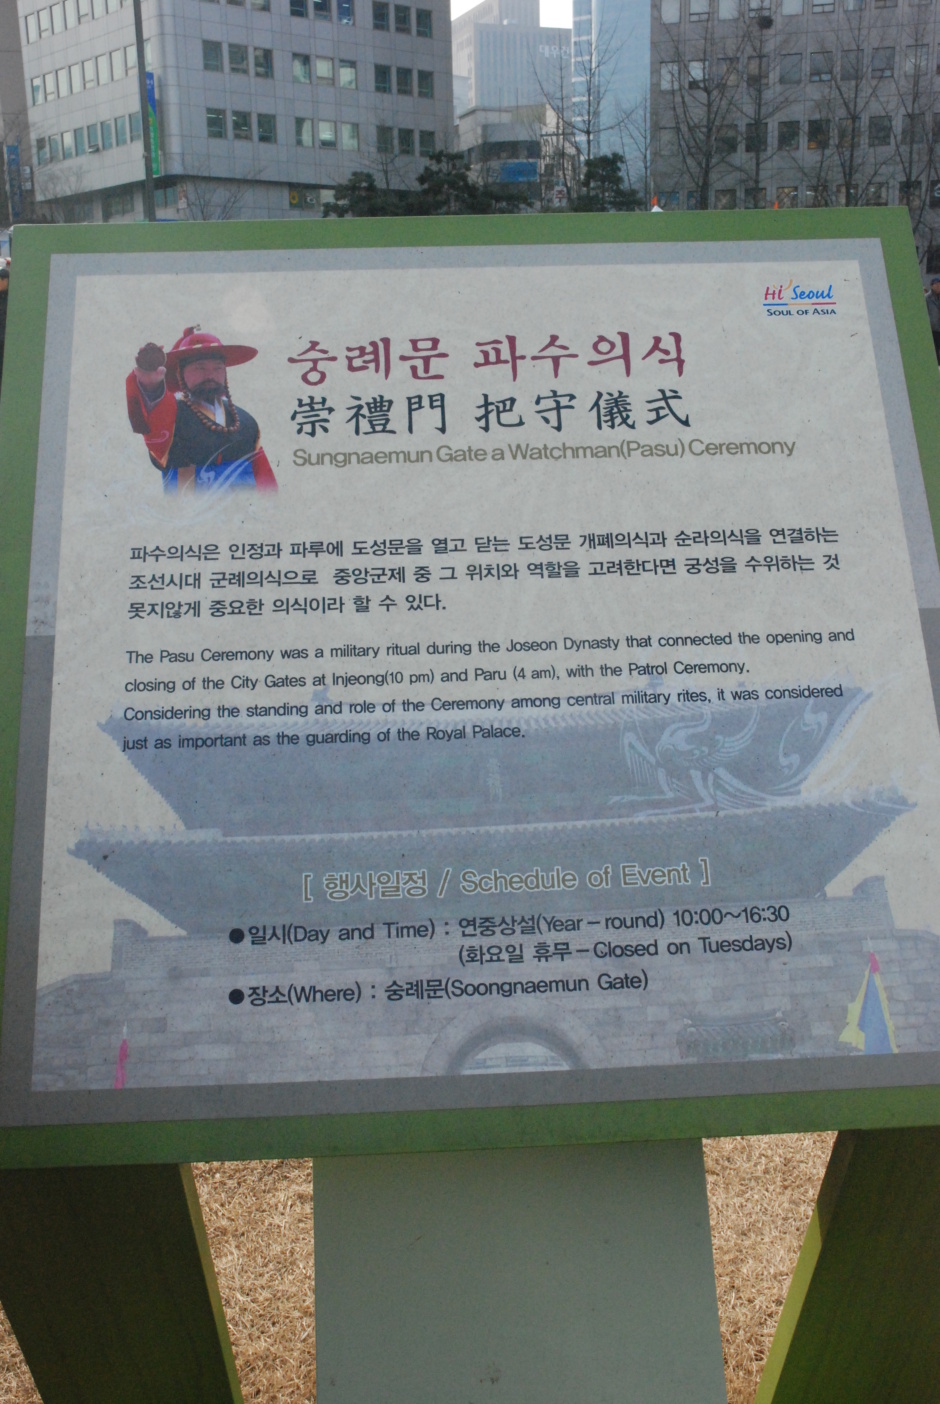 Hi Seoul
SOUL OF ASIA
숭례문 파수의식
崇禮門 把守儀式
Sungnaemun Gate a Watchman(Pasu) Ceremony
파수의식은 인정과 파루에 도성문을 열고 닫는 도성문 개폐의식과 순라의식을 연결하는
조선시대 군례의식으로 중앙군제 중 그 위치와 역할을 고려한다면 궁성을 수위하는 것
못지않게 중요한 의식이라 할 수 있다.
The Pasu Ceremony was a military ritual during the Joseon Dynasty that connected the opening and
closing of the City Gates at Injeong(10 pm) and Paru (4 am), with the Patrol Ceremony.
Considering the standing and role of the Ceremony among central military rites, it was considered
just as important as the guarding of the Royal Palace.
[ 행사일정 / Schedule of Event ]
●일시(Day and Time) : 연중상설(Year-round) 10:00~16:30
(화요일 휴무-Closed on Tuesdays)
●장소(Where) : 숭례문(Soongnaemun Gate)